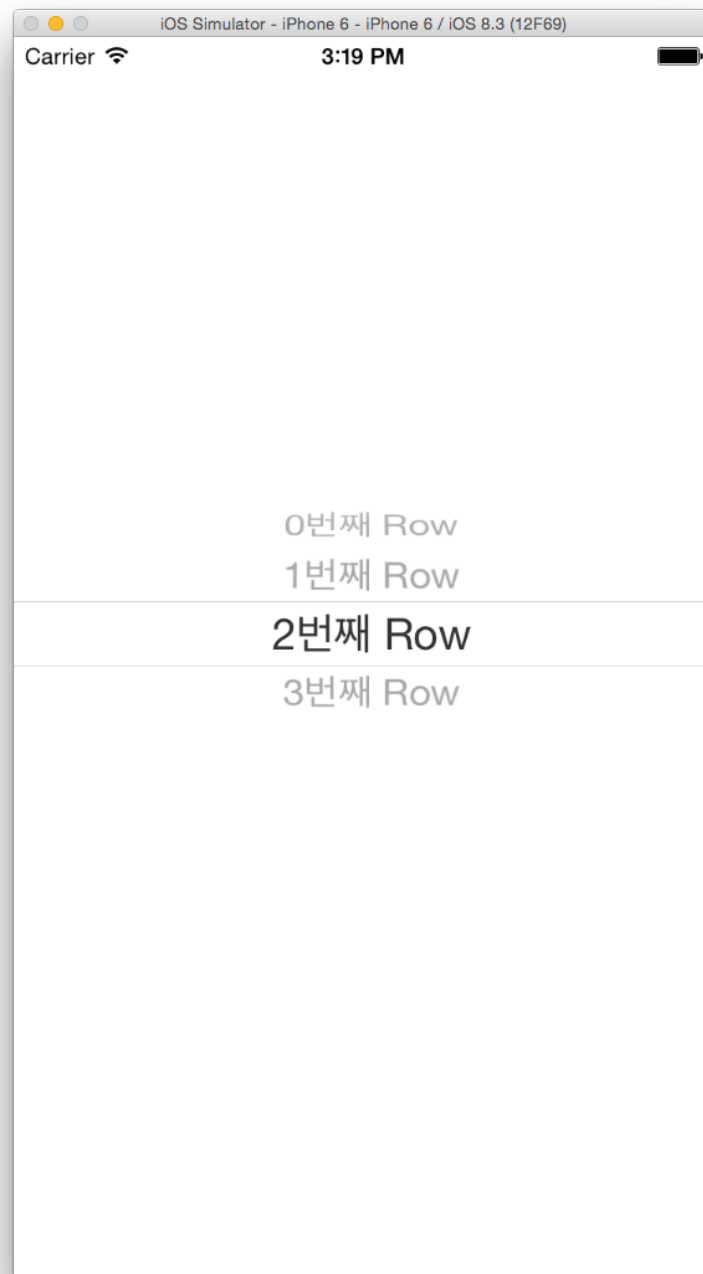 iOS Simulator - iPhone 6 - iPhone 6 / iOS 8.3 (12F69)
Carrier 3:19 PM
0번째 Row
1번째 Row
2번째 Row
3번째 Row